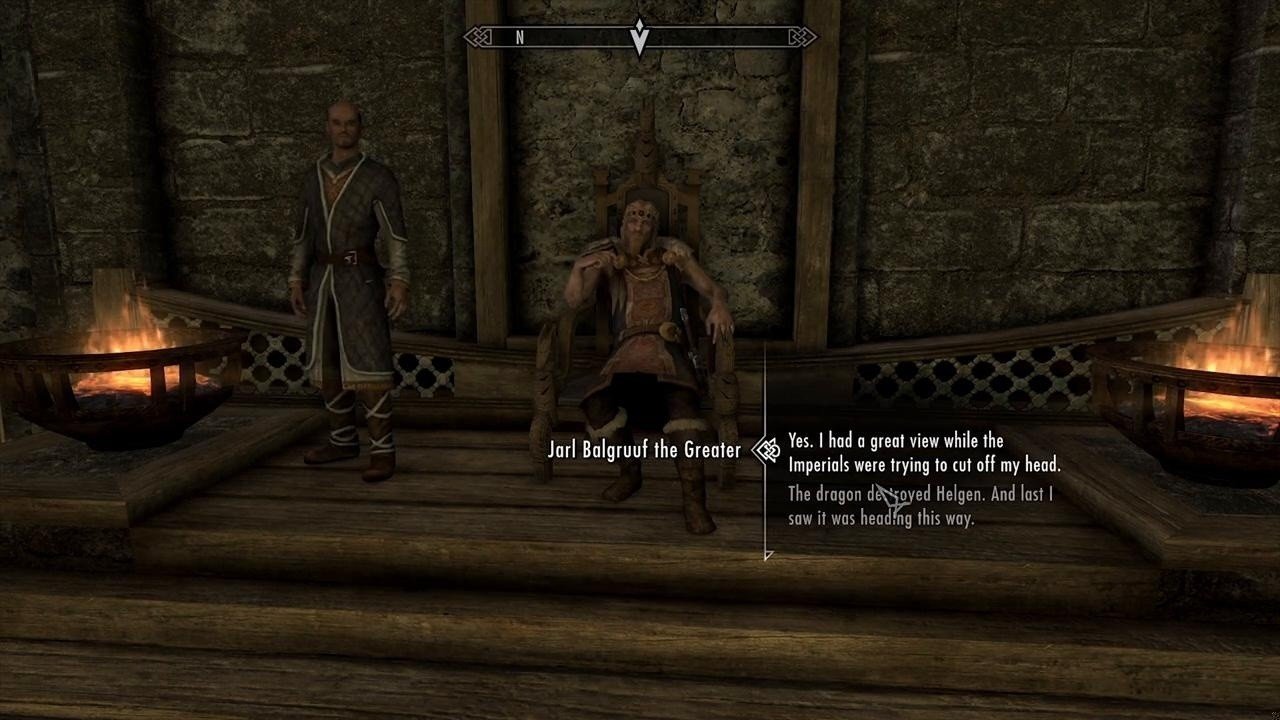 N
Jarl Balgruuf the Greater
Yes. I had a great view while the
Imperials were trying to cut off my head.
The dragon destroyed Helgen. And last I
saw it was heading this way.